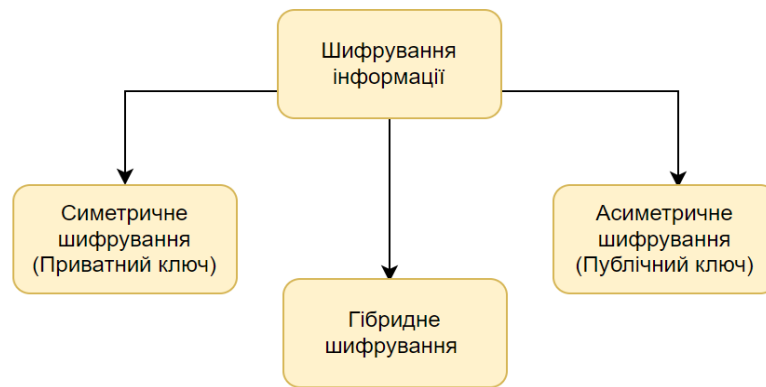 Шифрування
інформації
Симетричне
шифрування
(Приватний ключ)
Асиметричне
шифрування
(Публічний ключ)
Гібридне
шифрування